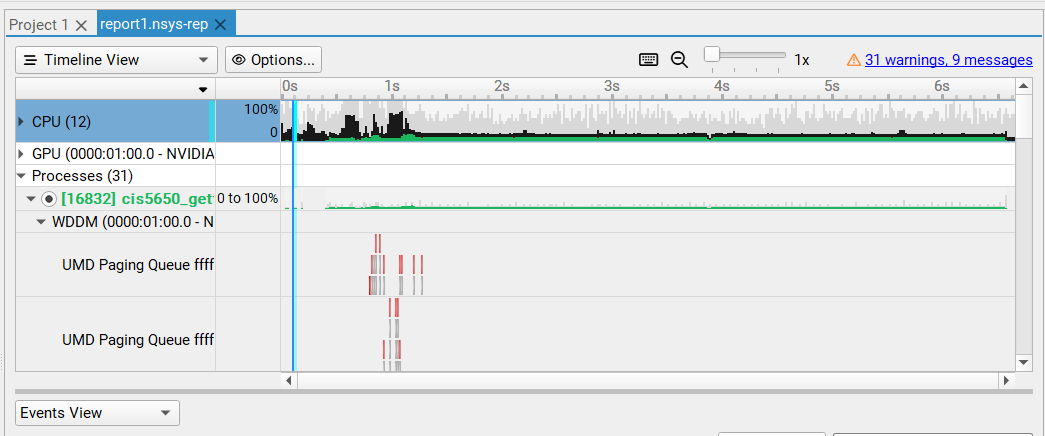 Project 1 report1.nsys-rep
Timeline View Options... 1x 31 warnings, 9 messages
0s 1s 2s 3s 4s 5s 6s
CPU (12) 100%
0
GPU (0000:01:00.0 - NVIDIA
Processes (31)
[16832] cis5650_get 0 to 100%
WDDM (0000:01:00.0 - N
UMD Paging Queue ffff
UMD Paging Queue ffff
Events View